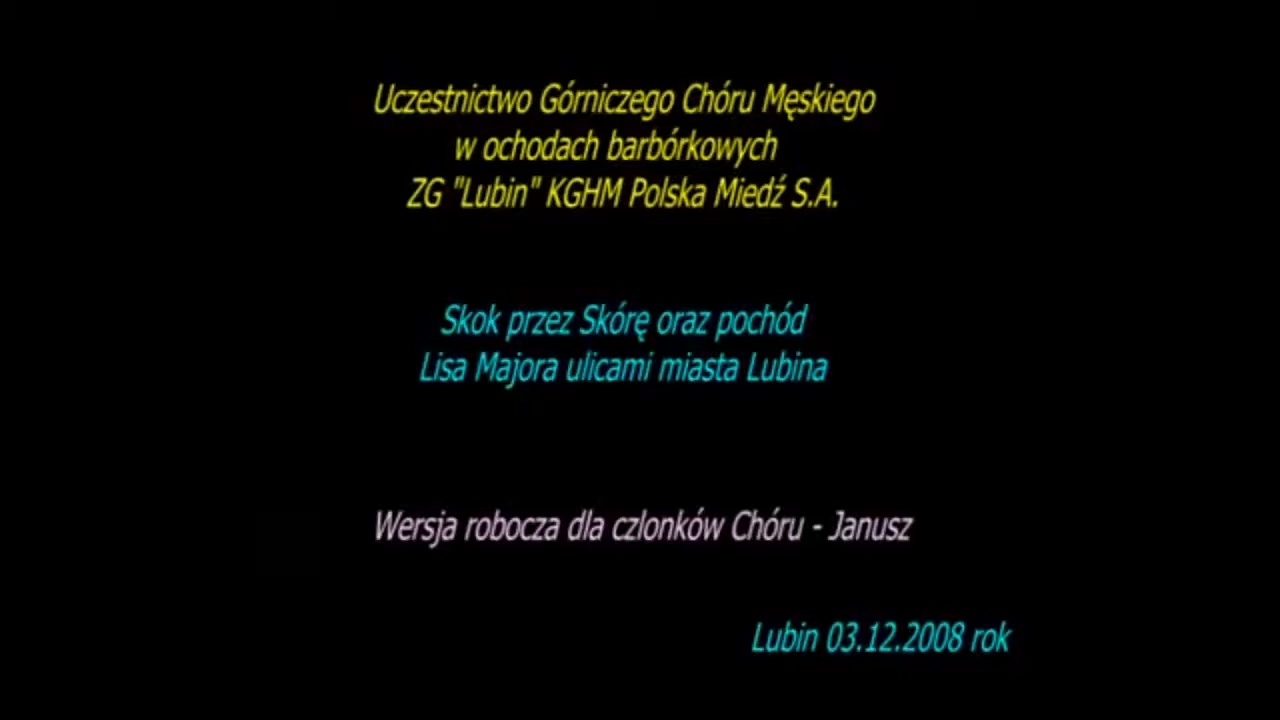 Uczestnictwo Górniczego Chóru Męskiego
w ochodach barbórkowych
ZG "Lubin" KGHM Polska Miedź S.A.
Skok przez Skórę oraz pochód
Lisa Majora ulicami miasta Lubina
Wersja robocza dla czlonków Chóru - Janusz
Lubin 03.12.2008 rok